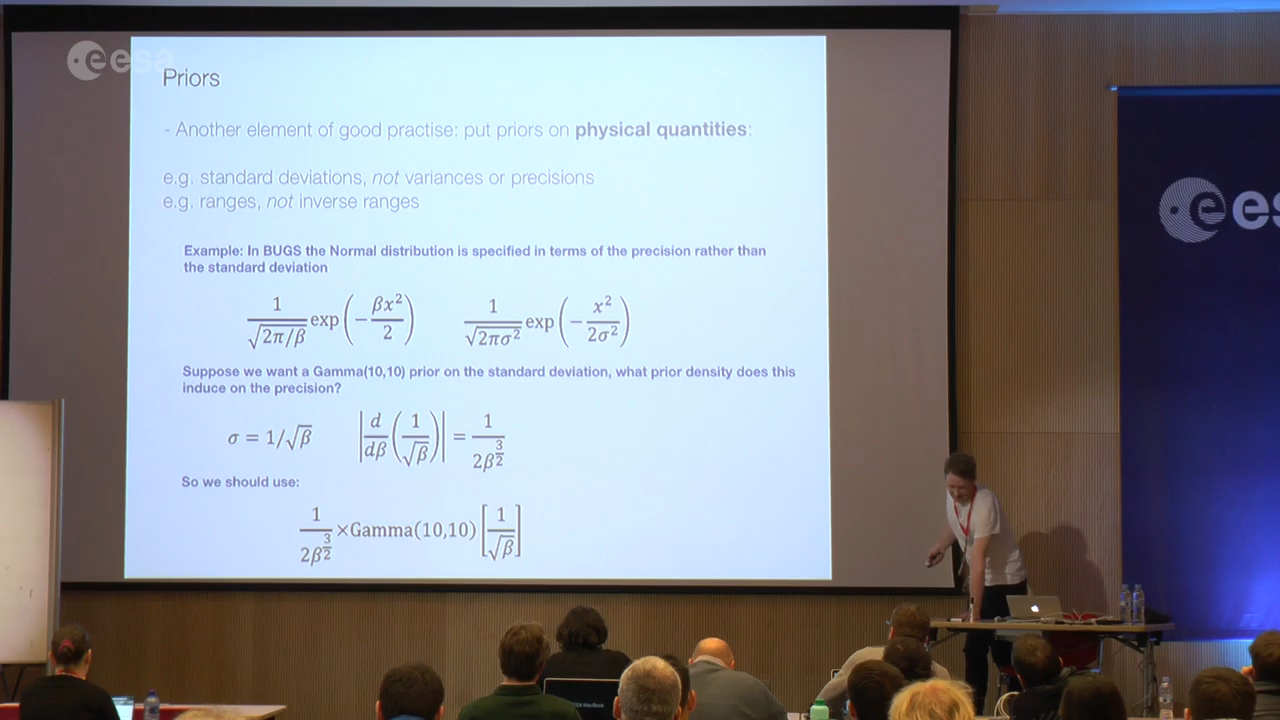 esa
Priors
- Another element of good practise: put priors on physical quantities:
e.g. standard deviations, not variances or precisions
e.g. ranges, not inverse ranges
Example: In BUGS the Normal distribution is specified in terms of the precision rather than
the standard deviation
1/√(2π/β) exp(−βx²/2)   1/√(2πσ²) exp(−x²/2σ²)
Suppose we want a Gamma(10,10) prior on the standard deviation, what prior density does this
induce on the precision?
σ = 1/√β   |d/dβ (1/√β)| = 1/2β^(3/2)
So we should use:
1/2β^(3/2) ×Gamma(10,10) [1/√β]
es